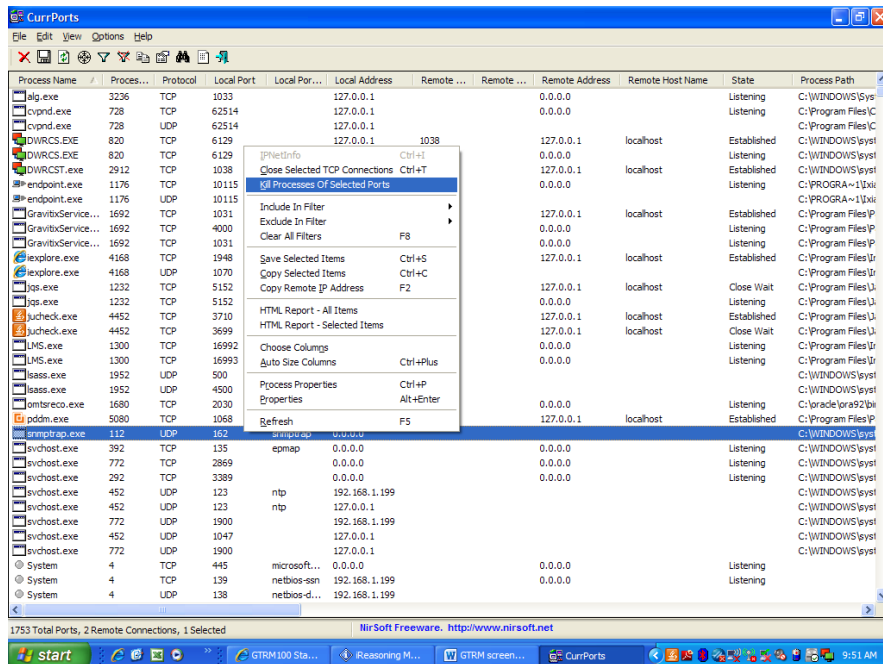 CurrPorts
File Edit View Options Help
Process Name Proces... Protocol Local Port Local Por... Local Address Remote ... Remote ... Remote Address Remote Host Name State Process Path
alg.exe 3236 TCP 1033 127.0.0.1 0.0.0.0 Listening C:\WINDOWS\Sys
cvpnd.exe 728 TCP 62514 127.0.0.1 0.0.0.0 Listening C:\Program Files\C
cvpnd.exe 728 UDP 62514 127.0.0.1 C:\Program Files\C
DWRCS.EXE 820 TCP 6129 127.0.0.1 1038 127.0.0.1 localhost Established C:\WINDOWS\syst
DWRCS.EXE 820 TCP 6129 0.0.0.0 Listening C:\WINDOWS\syst
DWRCST.exe 2912 TCP 1038 127.0.0.1 localhost Established C:\WINDOWS\syst
endpoint.exe 1176 TCP 10115 0.0.0.0 Listening C:\PROGRA~1\Ixia
endpoint.exe 1176 UDP 10115 C:\PROGRA~1\Ixia
GravitixService... 1692 TCP 1031 127.0.0.1 localhost Established C:\Program Files\P
GravitixService... 1692 TCP 4000 0.0.0.0 Listening C:\Program Files\P
GravitixService... 1692 TCP 1031 0.0.0.0 Listening C:\Program Files\P
iexplore.exe 4168 TCP 1948 127.0.0.1 localhost Established C:\Program Files\In
iexplore.exe 4168 UDP 1070 C:\Program Files\In
jqs.exe 1232 TCP 5152 127.0.0.1 localhost Close Wait C:\Program Files\Ja
jqs.exe 1232 TCP 5152 0.0.0.0 Listening C:\Program Files\Ja
jucheck.exe 4452 TCP 3710 127.0.0.1 localhost Established C:\Program Files\Ja
jucheck.exe 4452 TCP 3699 127.0.0.1 localhost Close Wait C:\Program Files\Ja
LMS.exe 1300 TCP 16992 0.0.0.0 Listening C:\Program Files\In
LMS.exe 1300 TCP 16993 0.0.0.0 Listening C:\Program Files\In
lsass.exe 1952 UDP 500 C:\WINDOWS\syst
lsass.exe 1952 UDP 4500 C:\WINDOWS\syst
omtsreco.exe 1680 TCP 2030 0.0.0.0 Listening C:\oracle\ora92\bin
pddm.exe 5080 TCP 1068 127.0.0.1 localhost Established C:\Program Files\P
snmptrap.exe 112 UDP 162 snmptrap 0.0.0.0 C:\WINDOWS\syst
svchost.exe 392 TCP 135 epmap 0.0.0.0 0.0.0.0 Listening C:\WINDOWS\syst
svchost.exe 772 TCP 2869 0.0.0.0 0.0.0.0 Listening C:\WINDOWS\syst
svchost.exe 292 TCP 3389 0.0.0.0 0.0.0.0 Listening C:\WINDOWS\syst
svchost.exe 452 UDP 123 ntp 192.168.1.199 C:\WINDOWS\syst
svchost.exe 452 UDP 123 ntp 127.0.0.1 C:\WINDOWS\syst
svchost.exe 772 UDP 1900 192.168.1.199 C:\WINDOWS\syst
svchost.exe 452 UDP 1047 127.0.0.1 C:\WINDOWS\syst
svchost.exe 772 UDP 1900 127.0.0.1 C:\WINDOWS\syst
System 4 TCP 445 microsoft... 0.0.0.0 0.0.0.0 Listening
System 4 TCP 139 netbios-ssn 192.168.1.199 0.0.0.0 Listening
System 4 UDP 138 netbios-d... 192.168.1.199
IPNetInfo Ctrl+I
Close Selected TCP Connections Ctrl+T
Kill Processes Of Selected Ports
Include In Filter
Exclude In Filter
Clear All Filters F8
Save Selected Items Ctrl+S
Copy Selected Items Ctrl+C
Copy Remote IP Address F2
HTML Report - All Items
HTML Report - Selected Items
Choose Columns
Auto Size Columns Ctrl+Plus
Process Properties Ctrl+P
Properties Alt+Enter
Refresh F5
1753 Total Ports, 2 Remote Connections, 1 Selected NirSoft Freeware. http://www.nirsoft.net
start GTRM100 Sta... iReasoning M... GTRM screen... CurrPorts 9:51 AM